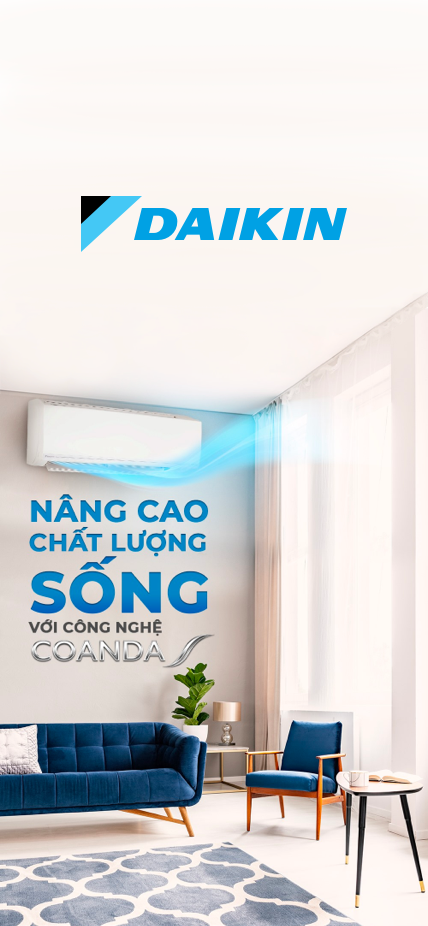 DAIKIN
NÂNG CAO
CHẤT LƯỢNG
SỐNG
VỚI CÔNG NGHỆ
COANDA